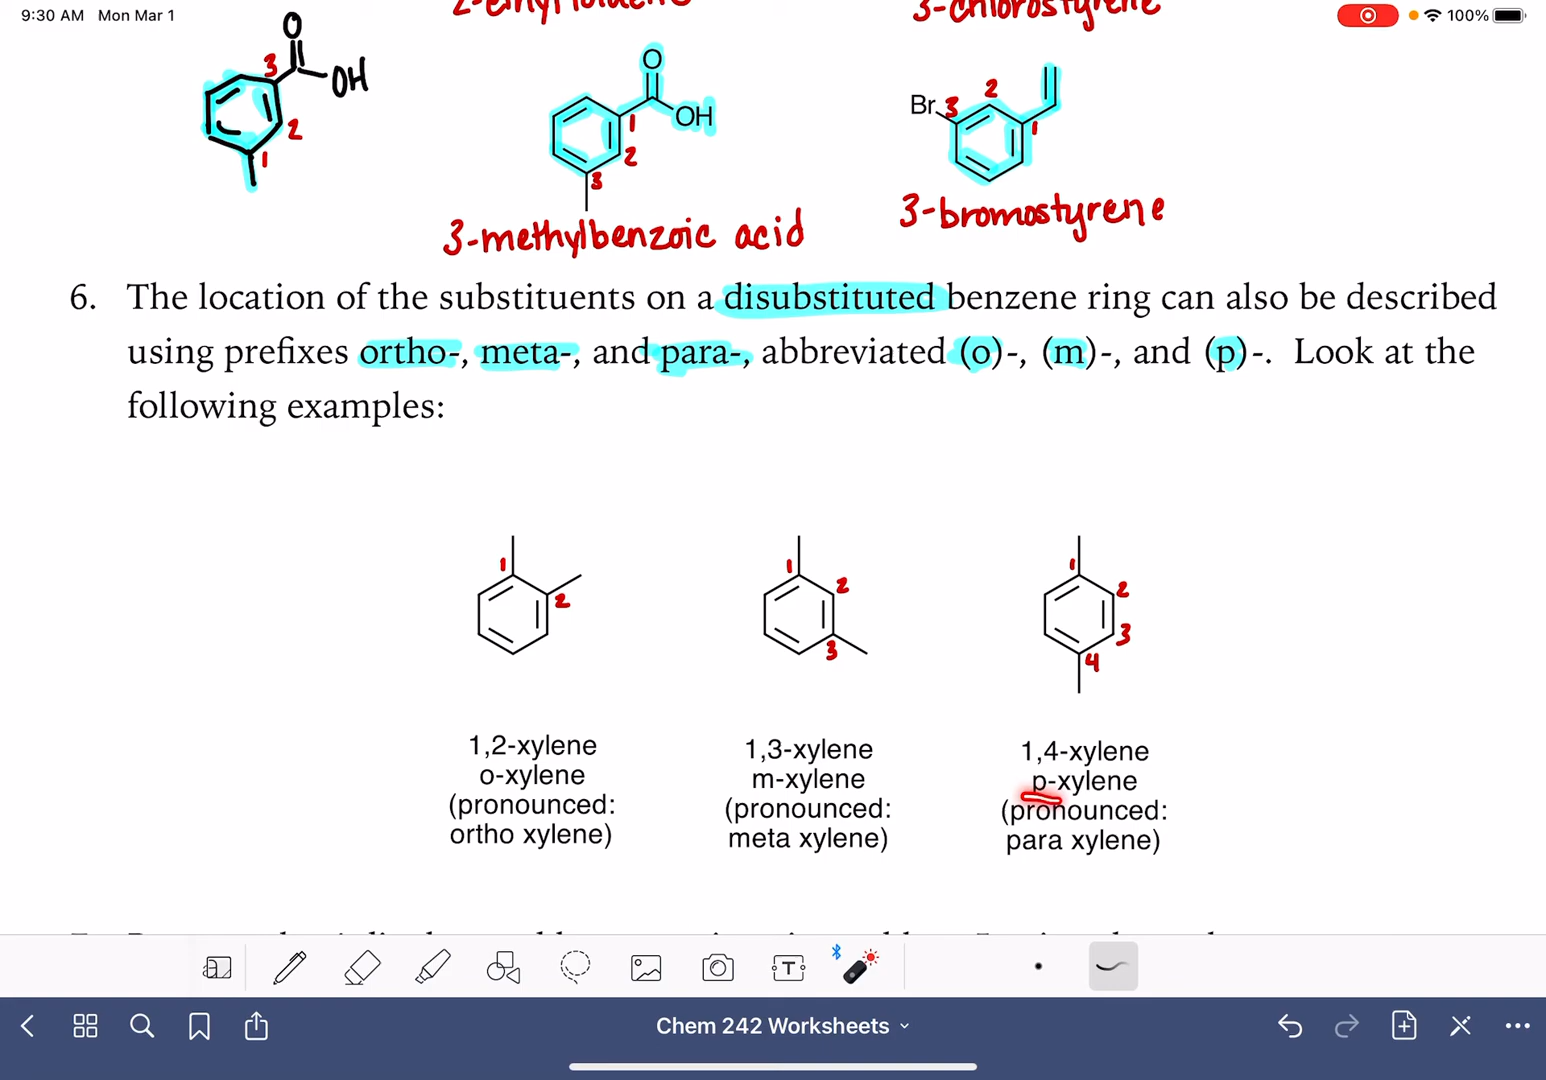 9:30 AM Mon Mar 1
100%
2-ethyltoluene
3-chlorostyrene
O
OH
3
2
1
O
OH
1
2
3
3-methylbenzoic acid
Br
3
2
1
3-bromostyrene
6. The location of the substituents on a disubstituted benzene ring can also be described
using prefixes ortho-, meta-, and para-, abbreviated (o)-, (m)-, and (p)-. Look at the
following examples:
1
2
1
2
3
1
2
3
4
1,2-xylene
o-xylene
(pronounced:
ortho xylene)
1,3-xylene
m-xylene
(pronounced:
meta xylene)
1,4-xylene
p-xylene
(pronounced:
para xylene)
Chem 242 Worksheets